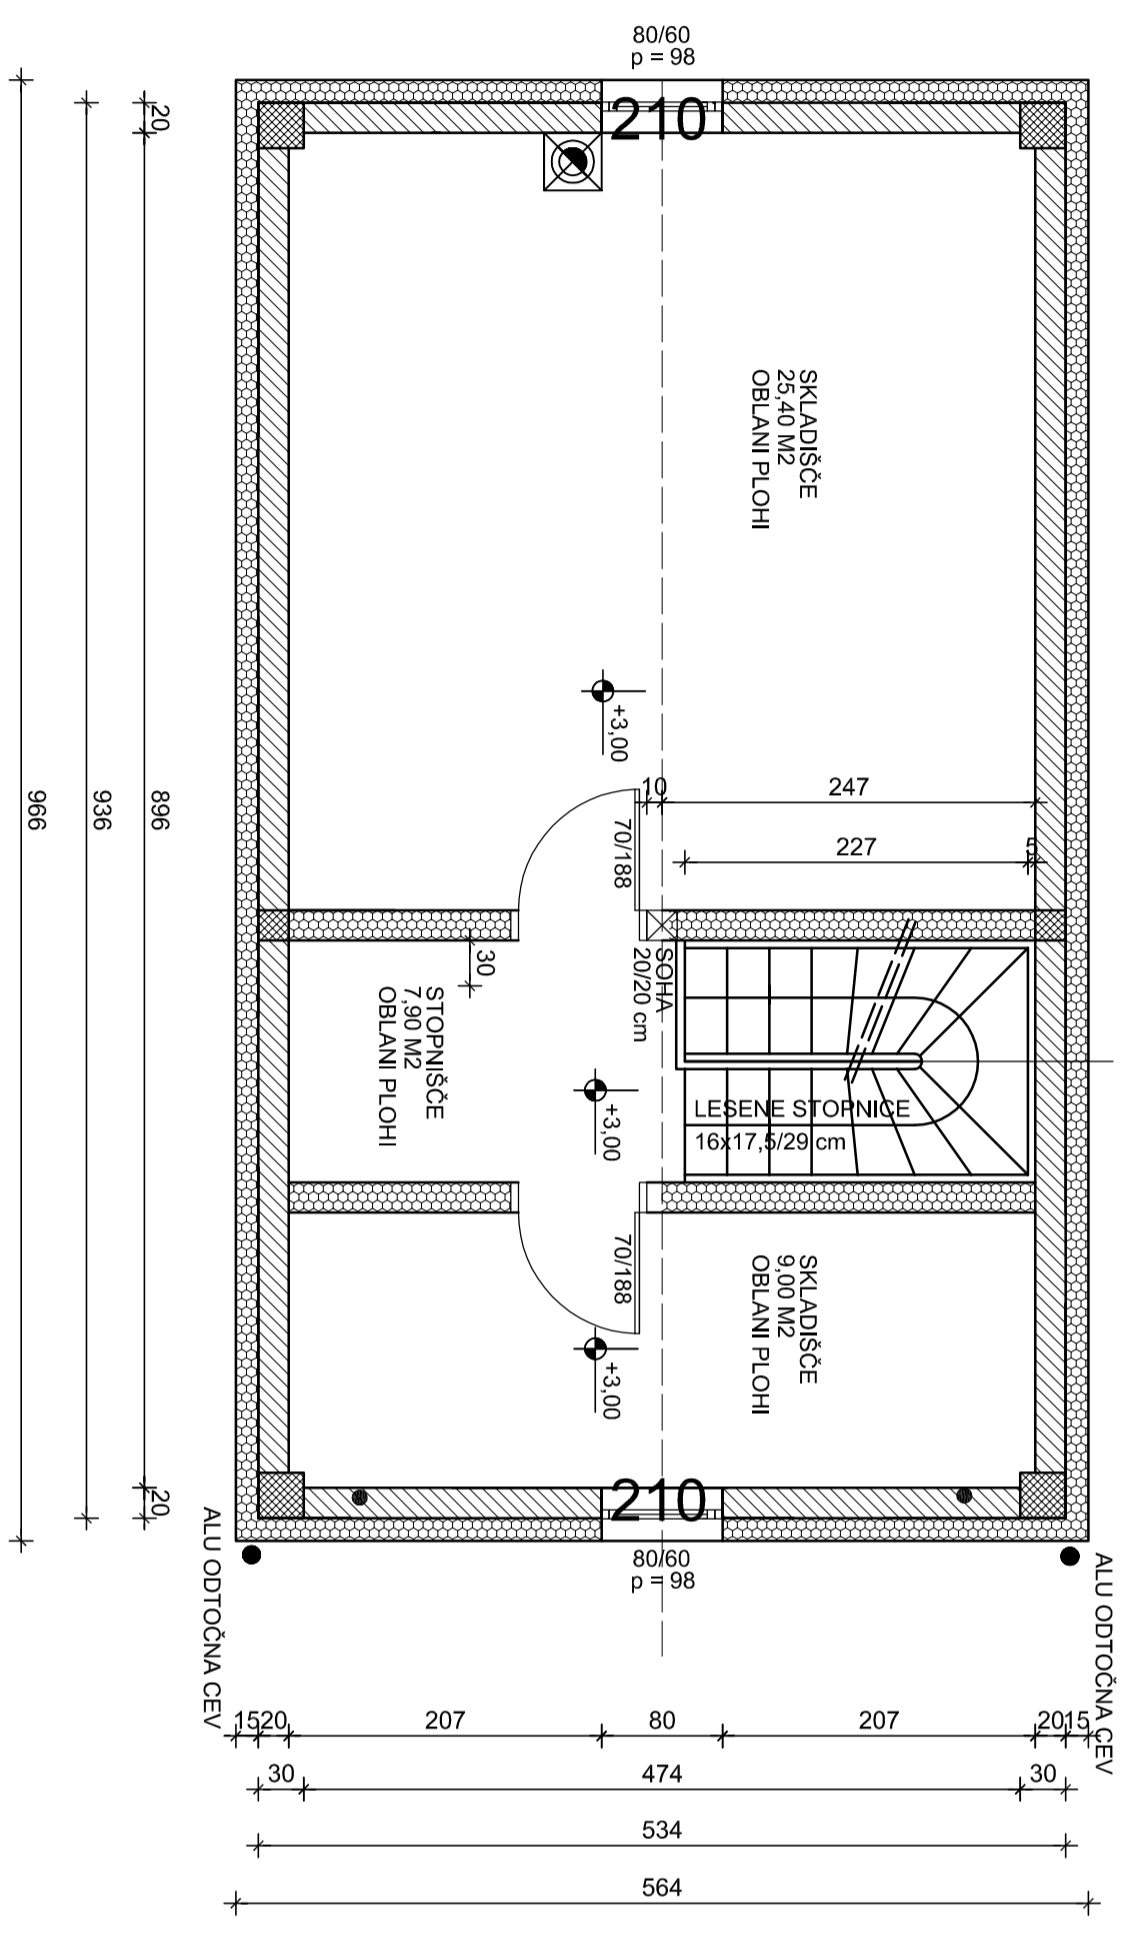 80/60
p = 98
210
20
SKLADIŠČE
25,40 M2
OBLANI PLOHI
+3,00
10
247
227
5
70/188
966
936
896
30
SOHA
20/20 cm
STOPNIŠČE
7,90 M2
OBLANI PLOHI
+3,00
LESENE STOPNICE
16x17,5/29 cm
70/188
SKLADIŠČE
9,00 M2
OBLANI PLOHI
+3,00
20
210
80/60
p = 98
ALU ODTOČNA CEV
ALU ODTOČNA CEV
15 20 207 80 207 20 15
30 474 30
534
564